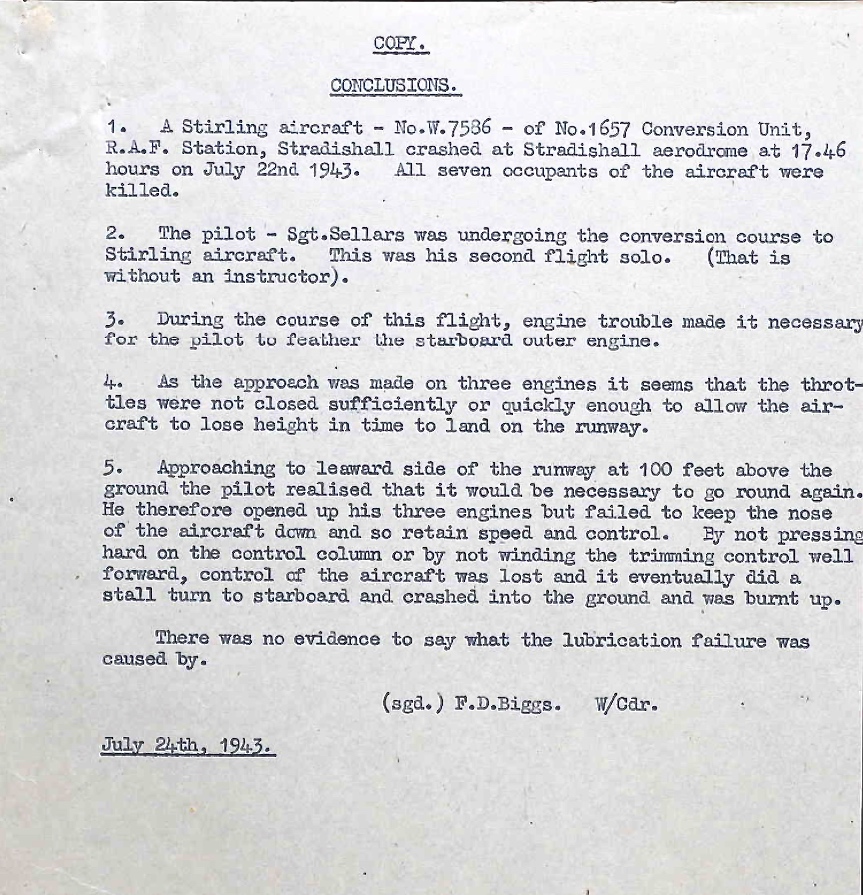 COPY.
CONCLUSIONS.
1. A Stirling aircraft - No.W.7586 - of No.1657 Conversion Unit,
R.A.F. Station, Stradishall crashed at Stradishall aerodrome at 17.46
hours on July 22nd 1943. All seven occupants of the aircraft were
killed.
2. The pilot - Sgt.Sellars was undergoing the conversion course to
Stirling aircraft. This was his second flight solo. (That is
without an instructor).
3. During the course of this flight, engine trouble made it necessary
for the pilot to feather the starboard outer engine.
4. As the approach was made on three engines it seems that the throt-
tles were not closed sufficiently or quickly enough to allow the air-
craft to lose height in time to land on the runway.
5. Approaching to leaward side of the runway at 100 feet above the
ground the pilot realised that it would be necessary to go round again.
He therefore opened up his three engines but failed to keep the nose
of the aircraft down and so retain speed and control. By not pressing
hard on the control column or by not winding the trimming control well
forward, control of the aircraft was lost and it eventually did a
stall turn to starboard and crashed into the ground and was burnt up.
There was no evidence to say what the lubrication failure was
caused by.
(sgd.) F.D.Biggs. W/Cdr.
July 24th, 1943.